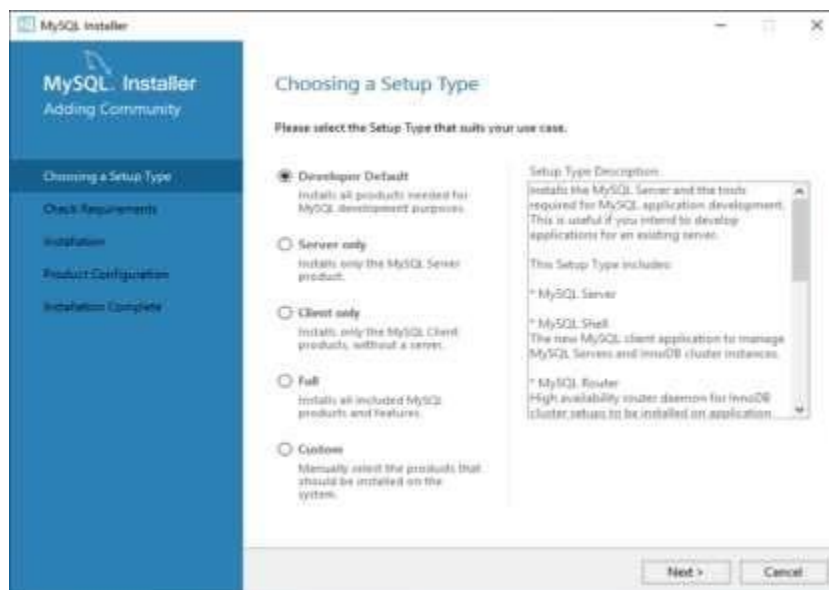 MySQL Installer
MySQL Installer
Adding Community
Choosing a Setup Type
Check Requirements
Installation
Product Configuration
Installation Complete
Choosing a Setup Type
Please select the Setup Type that suits your use case.
Developer Default
Installs all products needed for
MySQL development purposes.
Server only
Installs only the MySQL Server
product.
Client only
Installs only the MySQL Client
products, without a server.
Full
Installs all included MySQL
products and features.
Custom
Manually select the products that
should be installed on the
system.
Setup Type Description
Installs the MySQL Server and the tools
required for MySQL application development.
This is useful if you intend to develop
applications for an existing server.
This Setup Type includes:
* MySQL Server
* MySQL Shell
The new MySQL client application to manage
MySQL Servers and InnoDB cluster instances.
* MySQL Router
High availability router daemon for InnoDB
cluster setups to be installed on application
Next >
Cancel